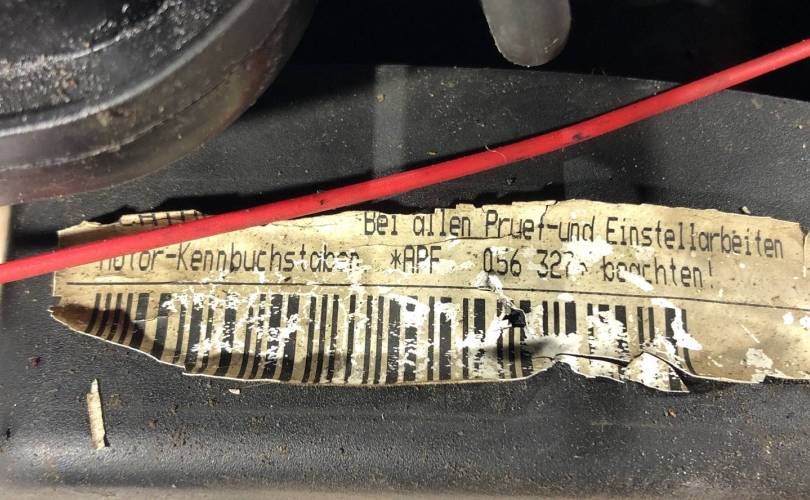 Bei allen Pruef-und Einstellarbeiten
Motor-Kennbuchstaben *APF 056 327 beachten!